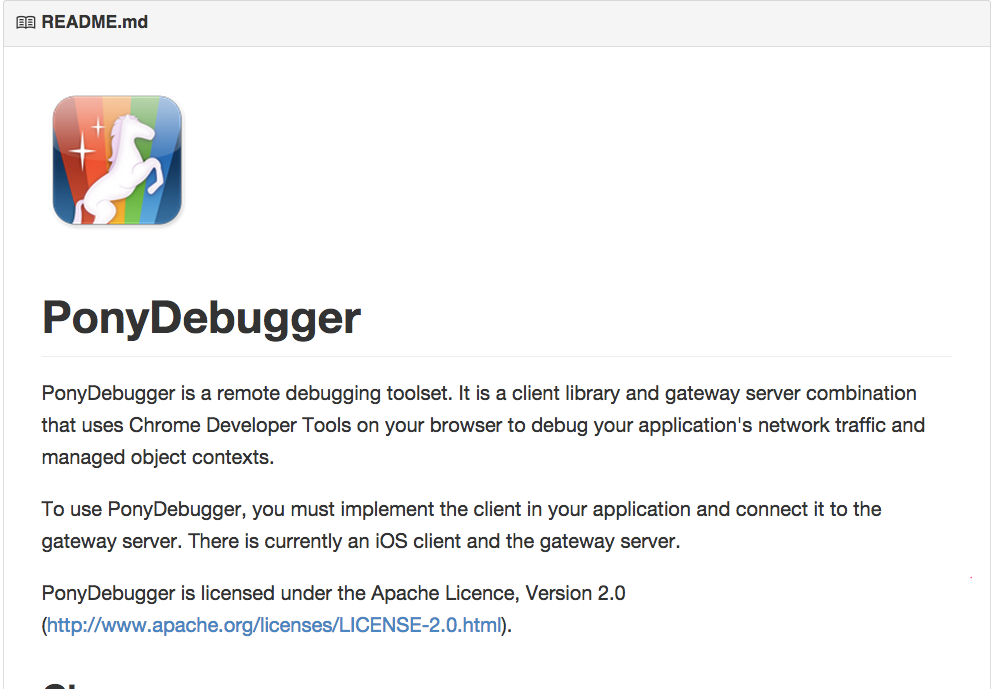 README.md
PonyDebugger
PonyDebugger is a remote debugging toolset. It is a client library and gateway server combination
that uses Chrome Developer Tools on your browser to debug your application's network traffic and
managed object contexts.
To use PonyDebugger, you must implement the client in your application and connect it to the
gateway server. There is currently an iOS client and the gateway server.
PonyDebugger is licensed under the Apache Licence, Version 2.0
(http://www.apache.org/licenses/LICENSE-2.0.html).